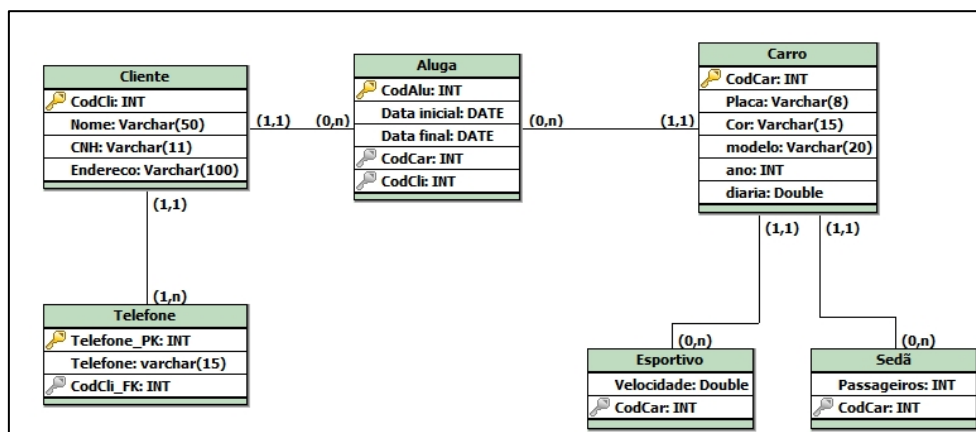 Cliente
CodCli: INT
Nome: Varchar(50)
CNH: Varchar(11)
Endereco: Varchar(100)
(1,1)
(0,n)
Aluga
CodAlu: INT
Data inicial: DATE
Data final: DATE
CodCar: INT
CodCli: INT
(0,n)
(1,1)
Carro
CodCar: INT
Placa: Varchar(8)
Cor: Varchar(15)
modelo: Varchar(20)
ano: INT
diaria: Double
(1,1)
(1,n)
Telefone
Telefone_PK: INT
Telefone: varchar(15)
CodCli_FK: INT
(1,1)
(1,1)
(0,n)
Esportivo
Velocidade: Double
CodCar: INT
(0,n)
Sedã
Passageiros: INT
CodCar: INT